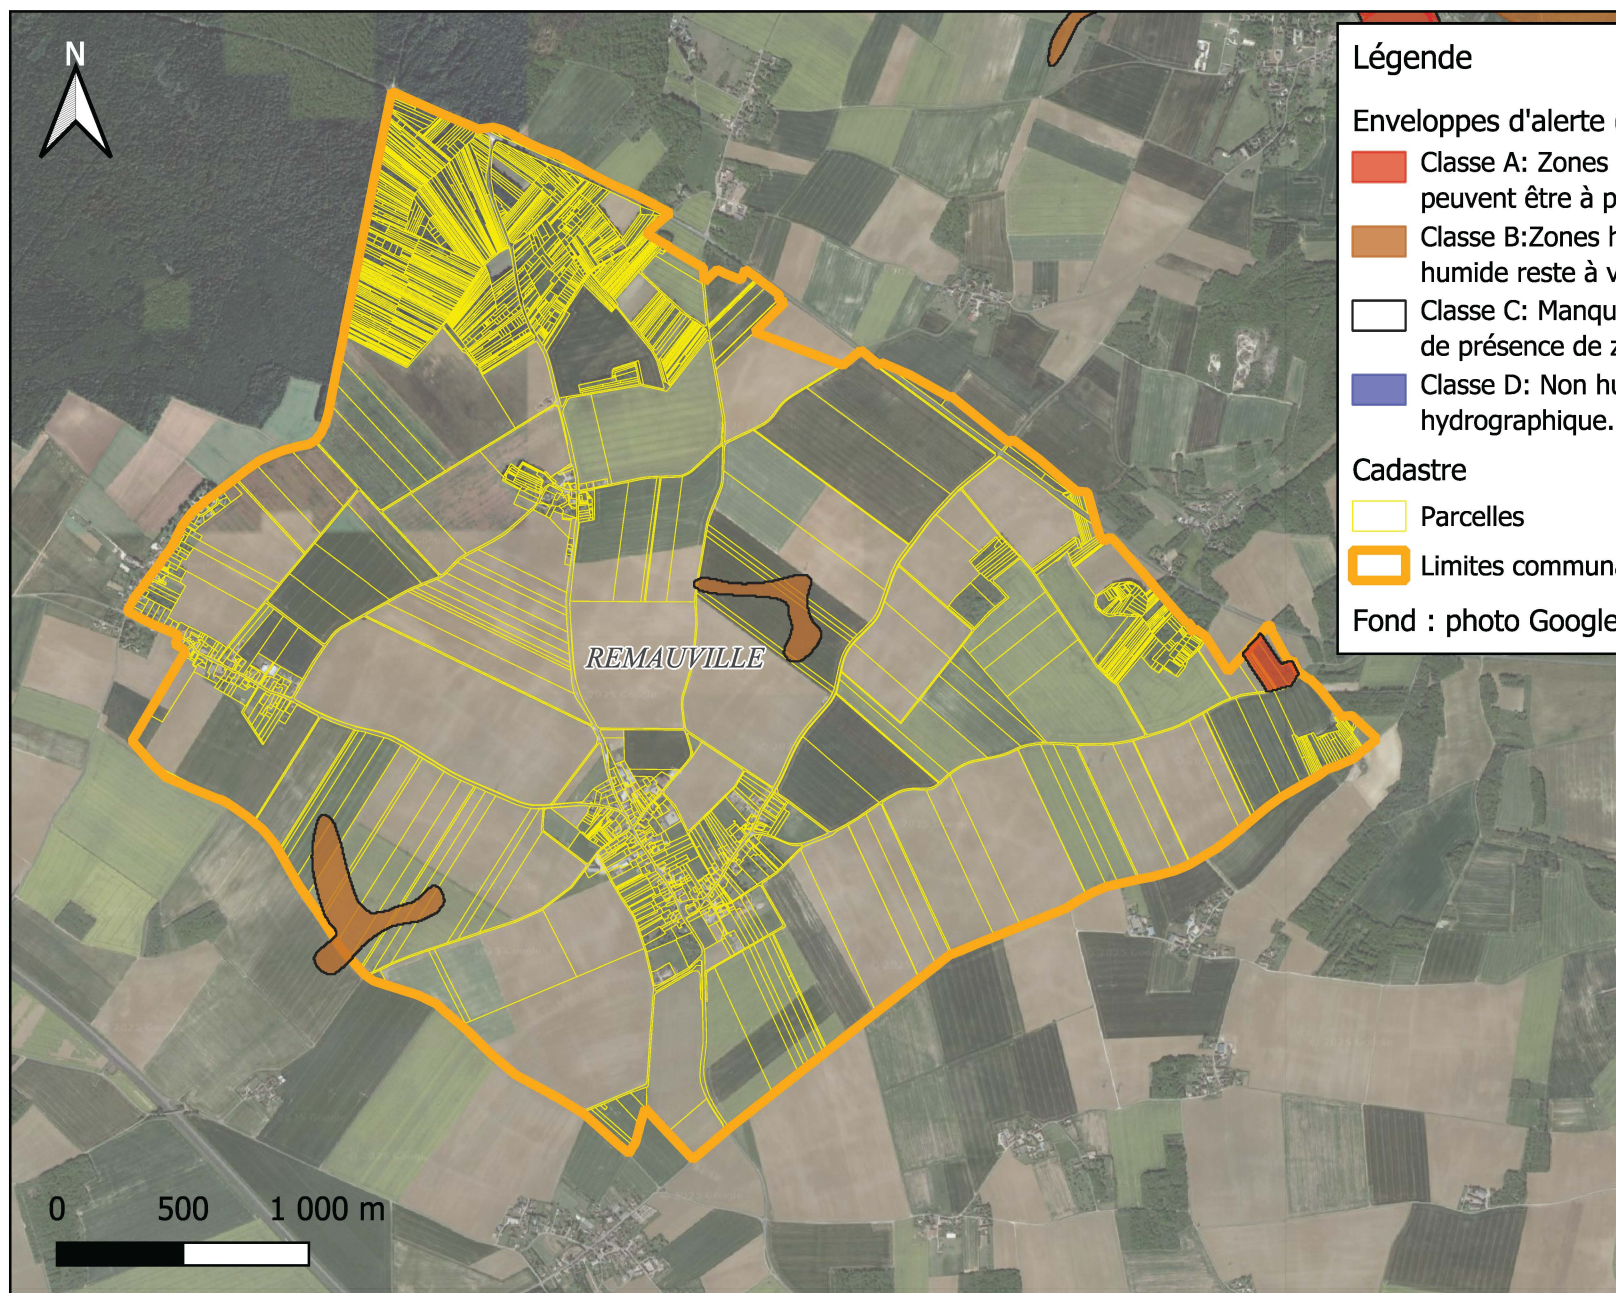 N
Légende
Enveloppes d'alerte
Classe A: Zones
peuvent être à p
Classe B:Zones h
humide reste à v
Classe C: Manqu
de présence de z
Classe D: Non hu
hydrographique.
Cadastre
Parcelles
Limites communa
Fond : photo Google
REMAUVILLE
0 500 1 000 m